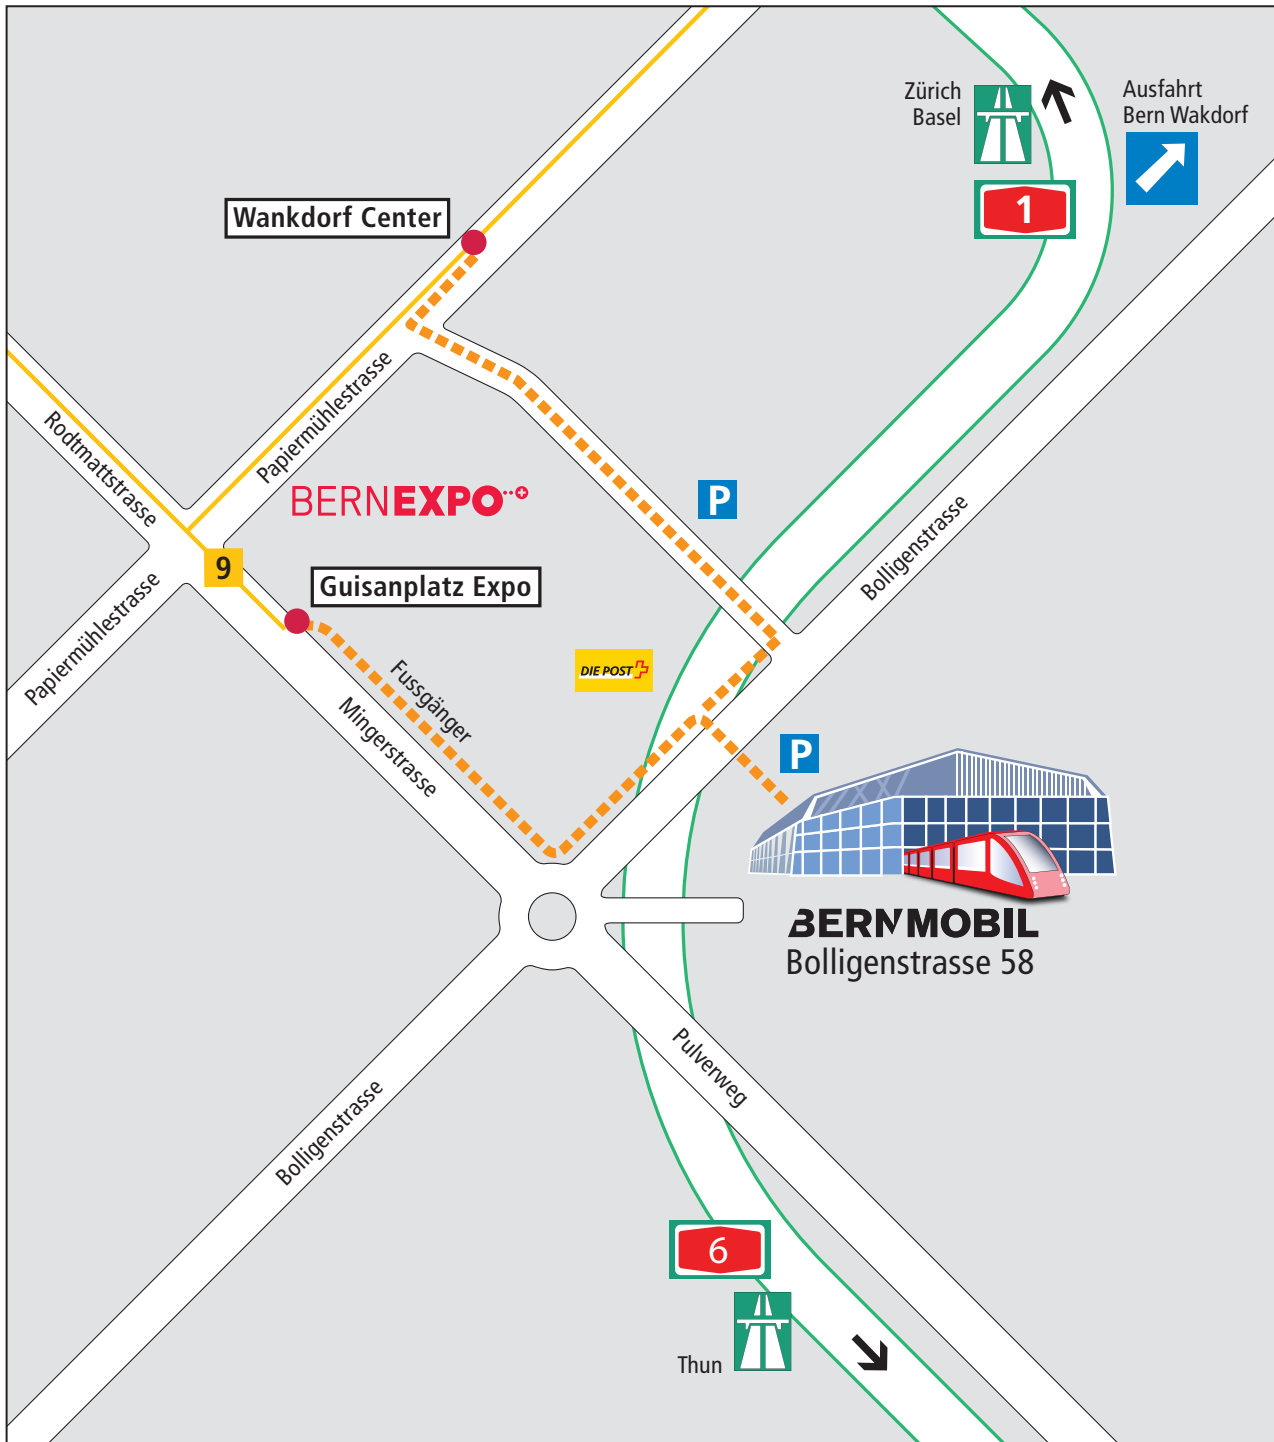 Zürich
Basel
Ausfahrt
Bern Wakdorf
1
Wankdorf Center
Papiermühlestrasse
Rodtmattstrasse
BERNEXPO
P
Bolligenstrasse
9
Guisanplatz Expo
Papiermühlestrasse
DIE POST
Fussgänger
Mingerstrasse
P
BERNMOBIL
Bolligenstrasse 58
Pulverweg
Bolligenstrasse
6
Thun